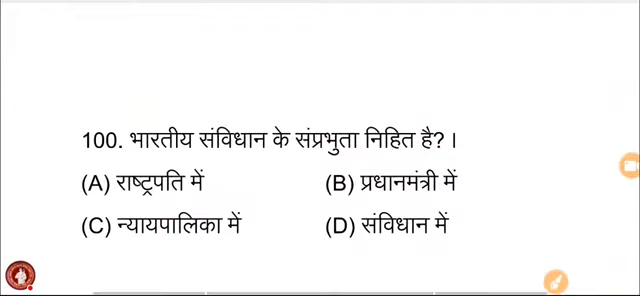 100. भारतीय संविधान के संप्रभुता निहित है? ।
(A) राष्ट्रपति में (B) प्रधानमंत्री में
(C) न्यायपालिका में (D) संविधान में